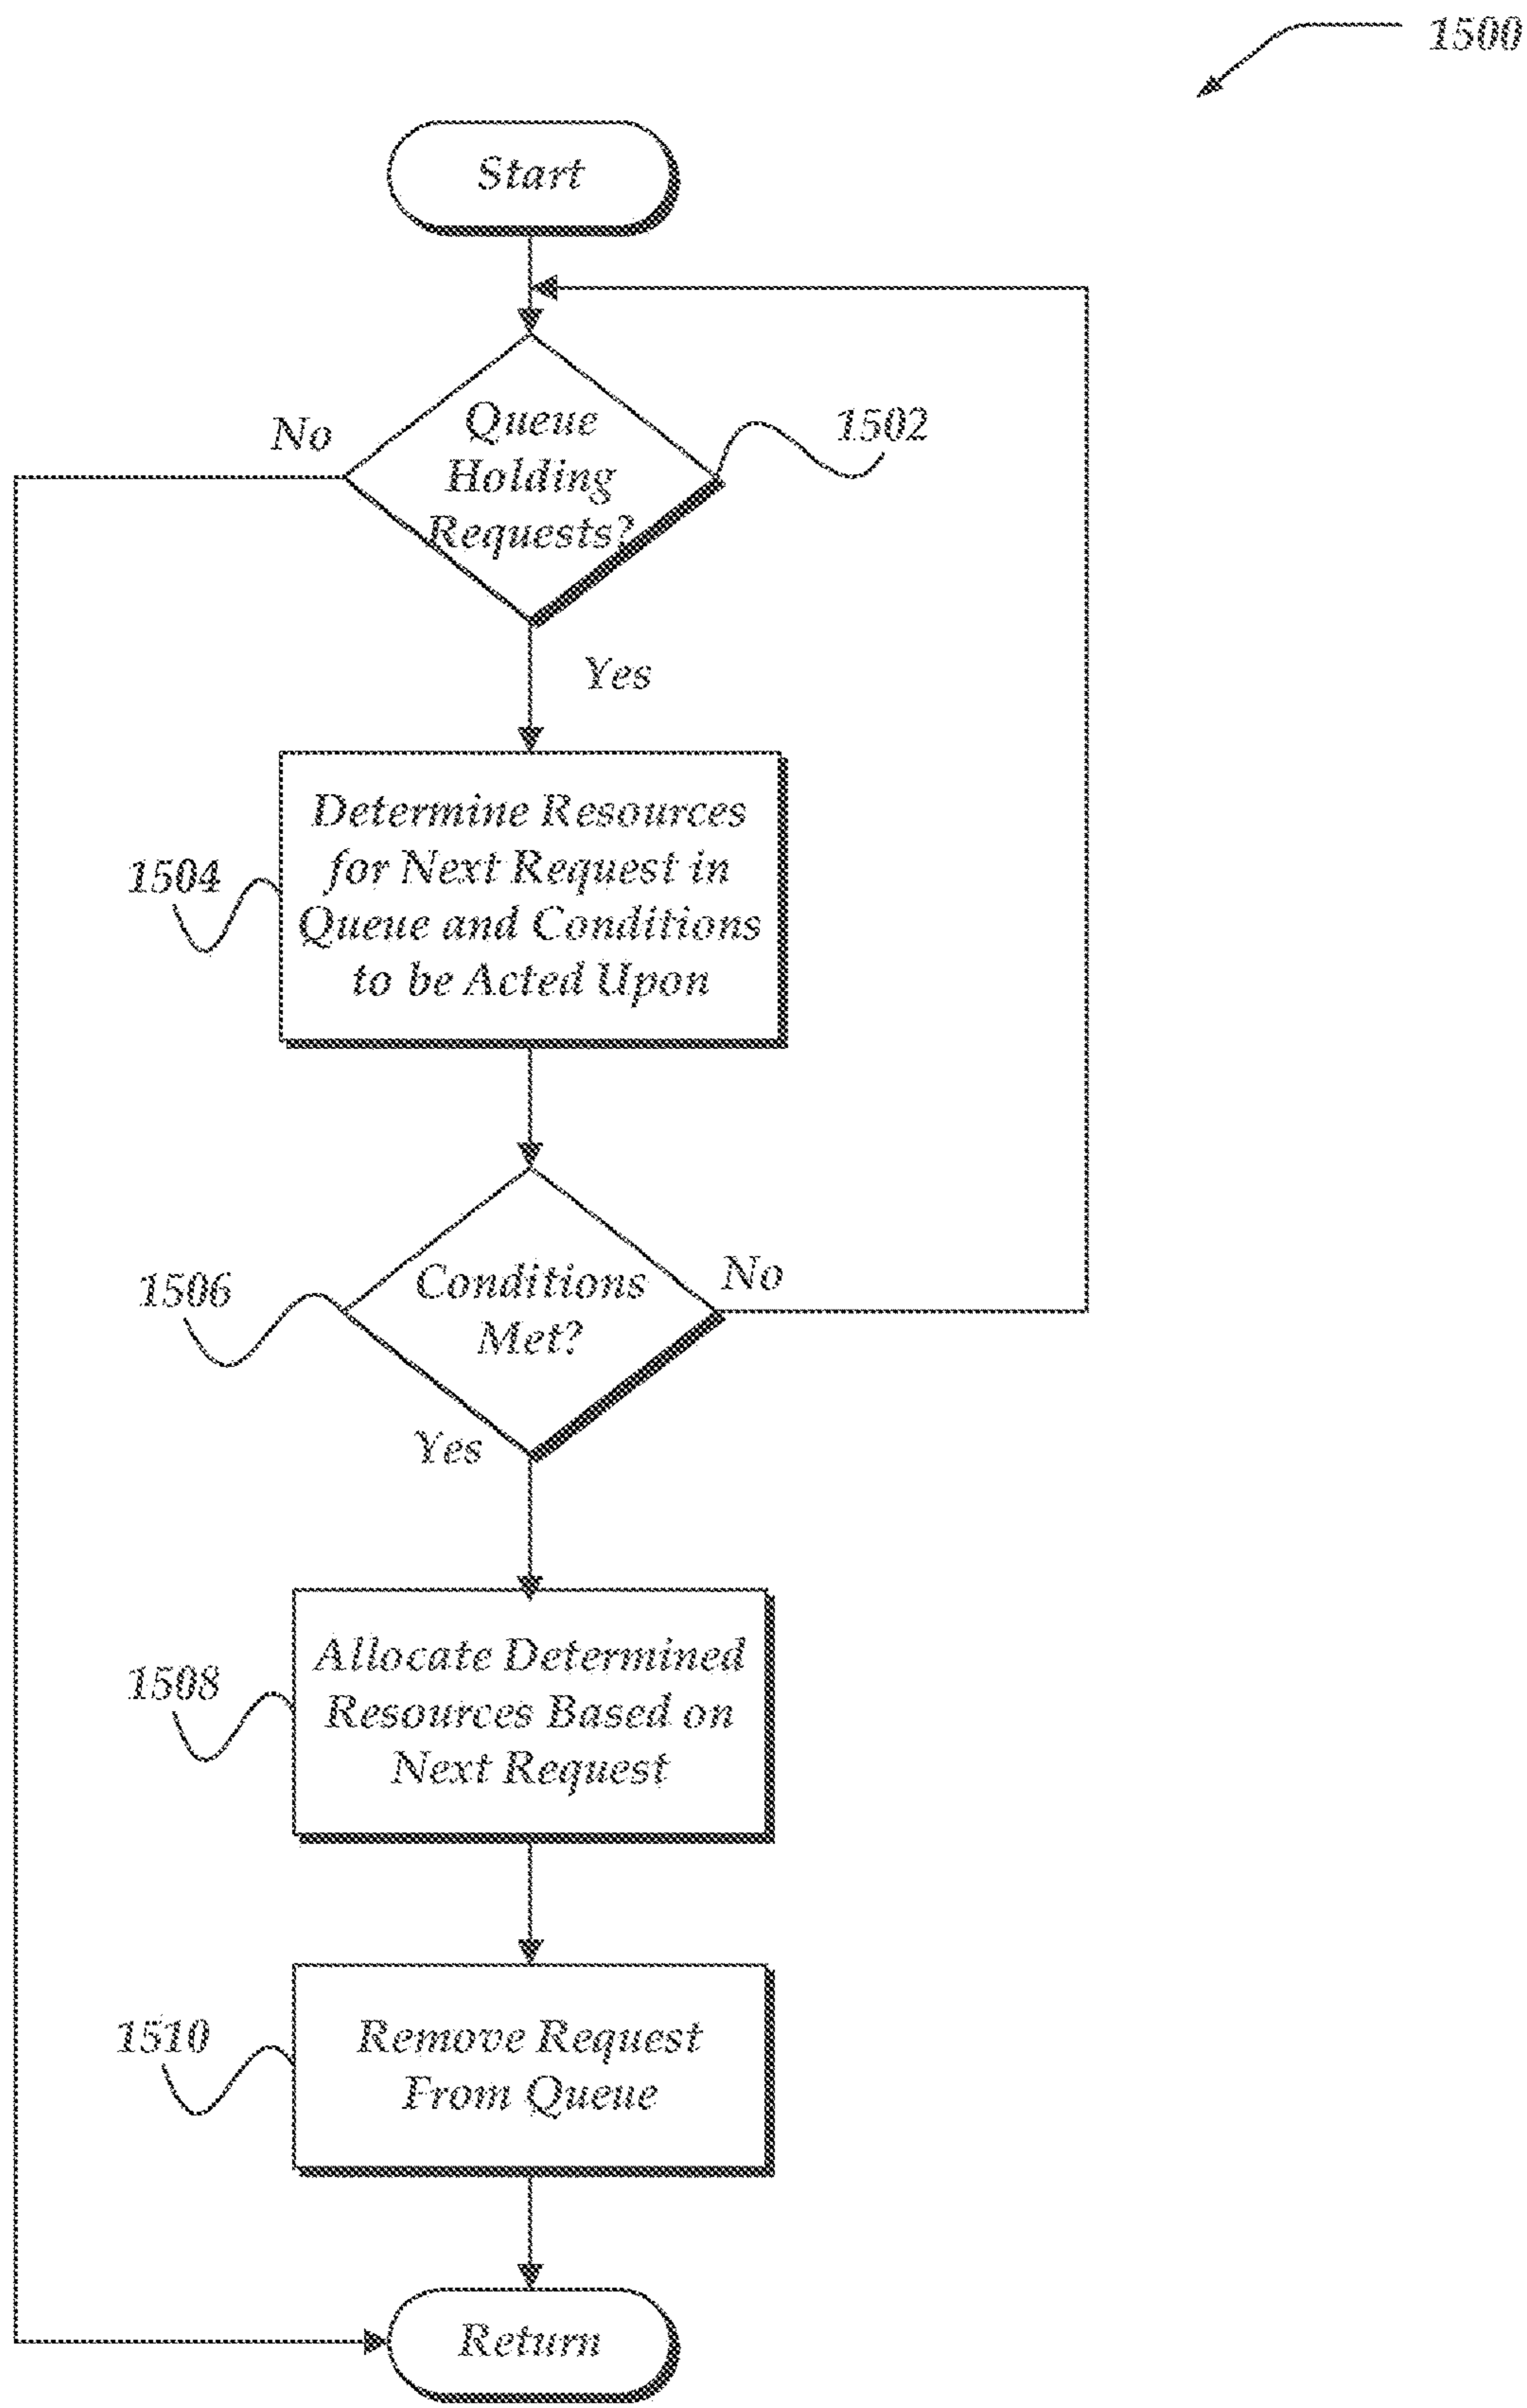 1500
Start
No
Queue
Holding
Requests?
1502
Yes
Determine Resources
for Next Request in
Queue and Conditions
to be Acted Upon
1504
Conditions
Met?
No
1506
Yes
Allocate Determined
Resources Based on
Next Request
1508
Remove Request
From Queue
1510
Return